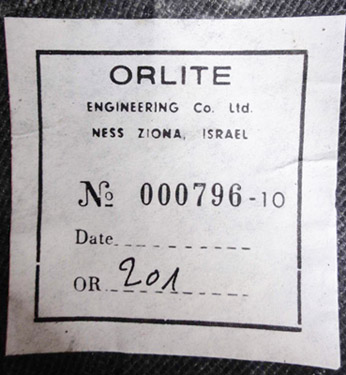 ORLITE
ENGINEERING Co. Ltd.
NESS ZIONA, ISRAEL
№ 000796-10
Date
OR 201